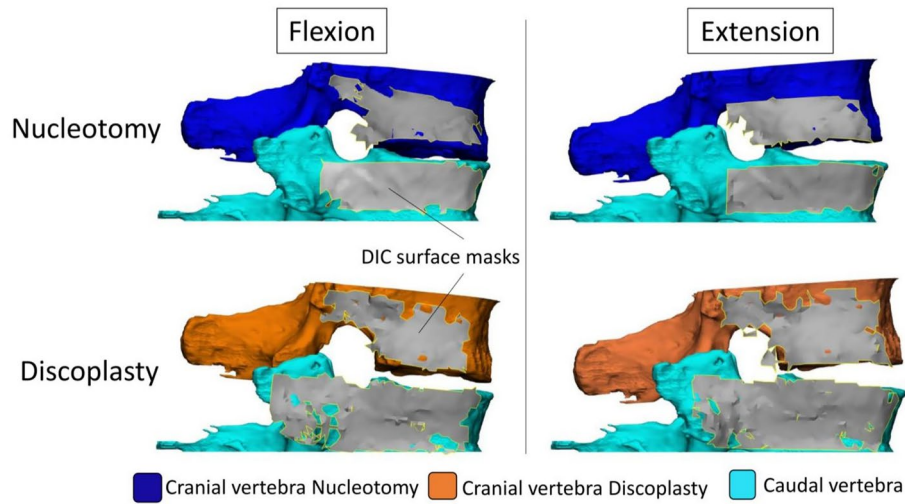 Flexion
Extension
Nucleotomy
DIC surface masks
Discoplasty
Cranial vertebra Nucleotomy
Cranial vertebra Discoplasty
Caudal vertebra